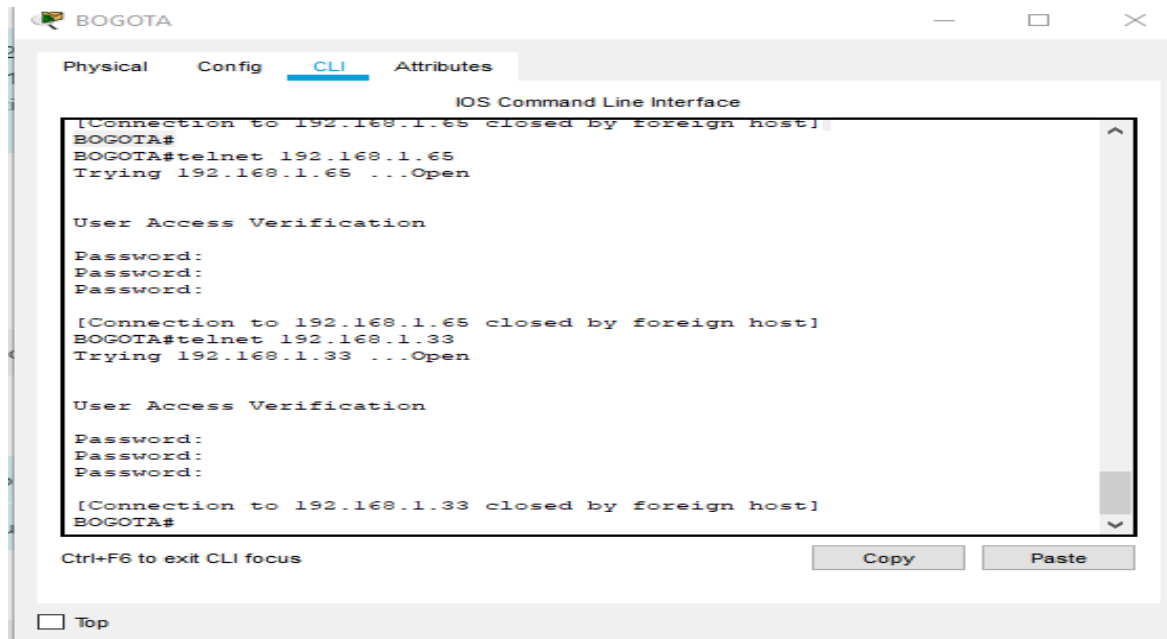 BOGOTA
Physical Config CLI Attributes
IOS Command Line Interface
[Connection to 192.168.1.65 closed by foreign host]
BOGOTA#
BOGOTA#telnet 192.168.1.65
Trying 192.168.1.65 ...Open
User Access Verification
Password:
Password:
Password:
[Connection to 192.168.1.65 closed by foreign host]
BOGOTA#telnet 192.168.1.33
Trying 192.168.1.33 ...Open
User Access Verification
Password:
Password:
Password:
[Connection to 192.168.1.33 closed by foreign host]
BOGOTA#
Ctrl+F6 to exit CLI focus
Copy Paste
Top